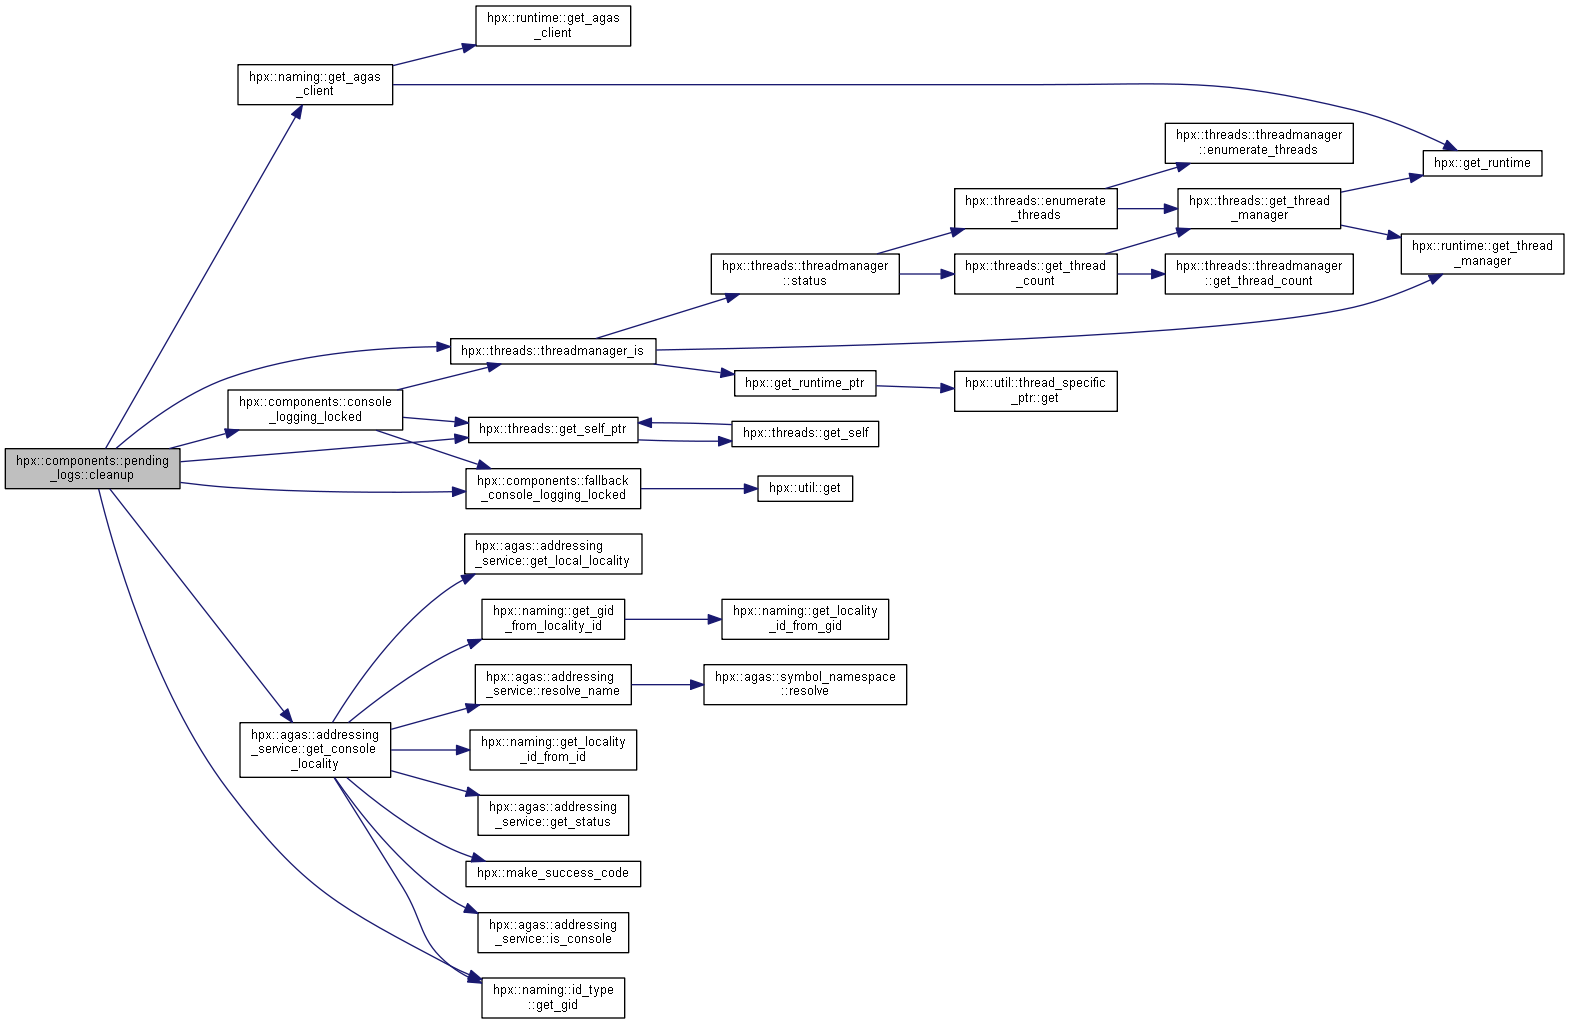 hpx::runtime::get_agas
_client
hpx::naming::get_agas
_client
hpx::threads::threadmanager
::enumerate_threads
hpx::get_runtime
hpx::threads::enumerate
_threads
hpx::threads::get_thread
_manager
hpx::runtime::get_thread
_manager
hpx::threads::threadmanager
::status
hpx::threads::get_thread
_count
hpx::threads::threadmanager
::get_thread_count
hpx::threads::threadmanager_is
hpx::get_runtime_ptr
hpx::util::thread_specific
_ptr::get
hpx::components::console
_logging_locked
hpx::threads::get_self_ptr
hpx::threads::get_self
hpx::components::pending
_logs::cleanup
hpx::components::fallback
_console_logging_locked
hpx::util::get
hpx::agas::addressing
_service::get_local_locality
hpx::naming::get_gid
_from_locality_id
hpx::naming::get_locality
_id_from_gid
hpx::agas::addressing
_service::resolve_name
hpx::agas::symbol_namespace
::resolve
hpx::agas::addressing
_service::get_console
_locality
hpx::naming::get_locality
_id_from_id
hpx::agas::addressing
_service::get_status
hpx::make_success_code
hpx::agas::addressing
_service::is_console
hpx::naming::id_type
::get_gid